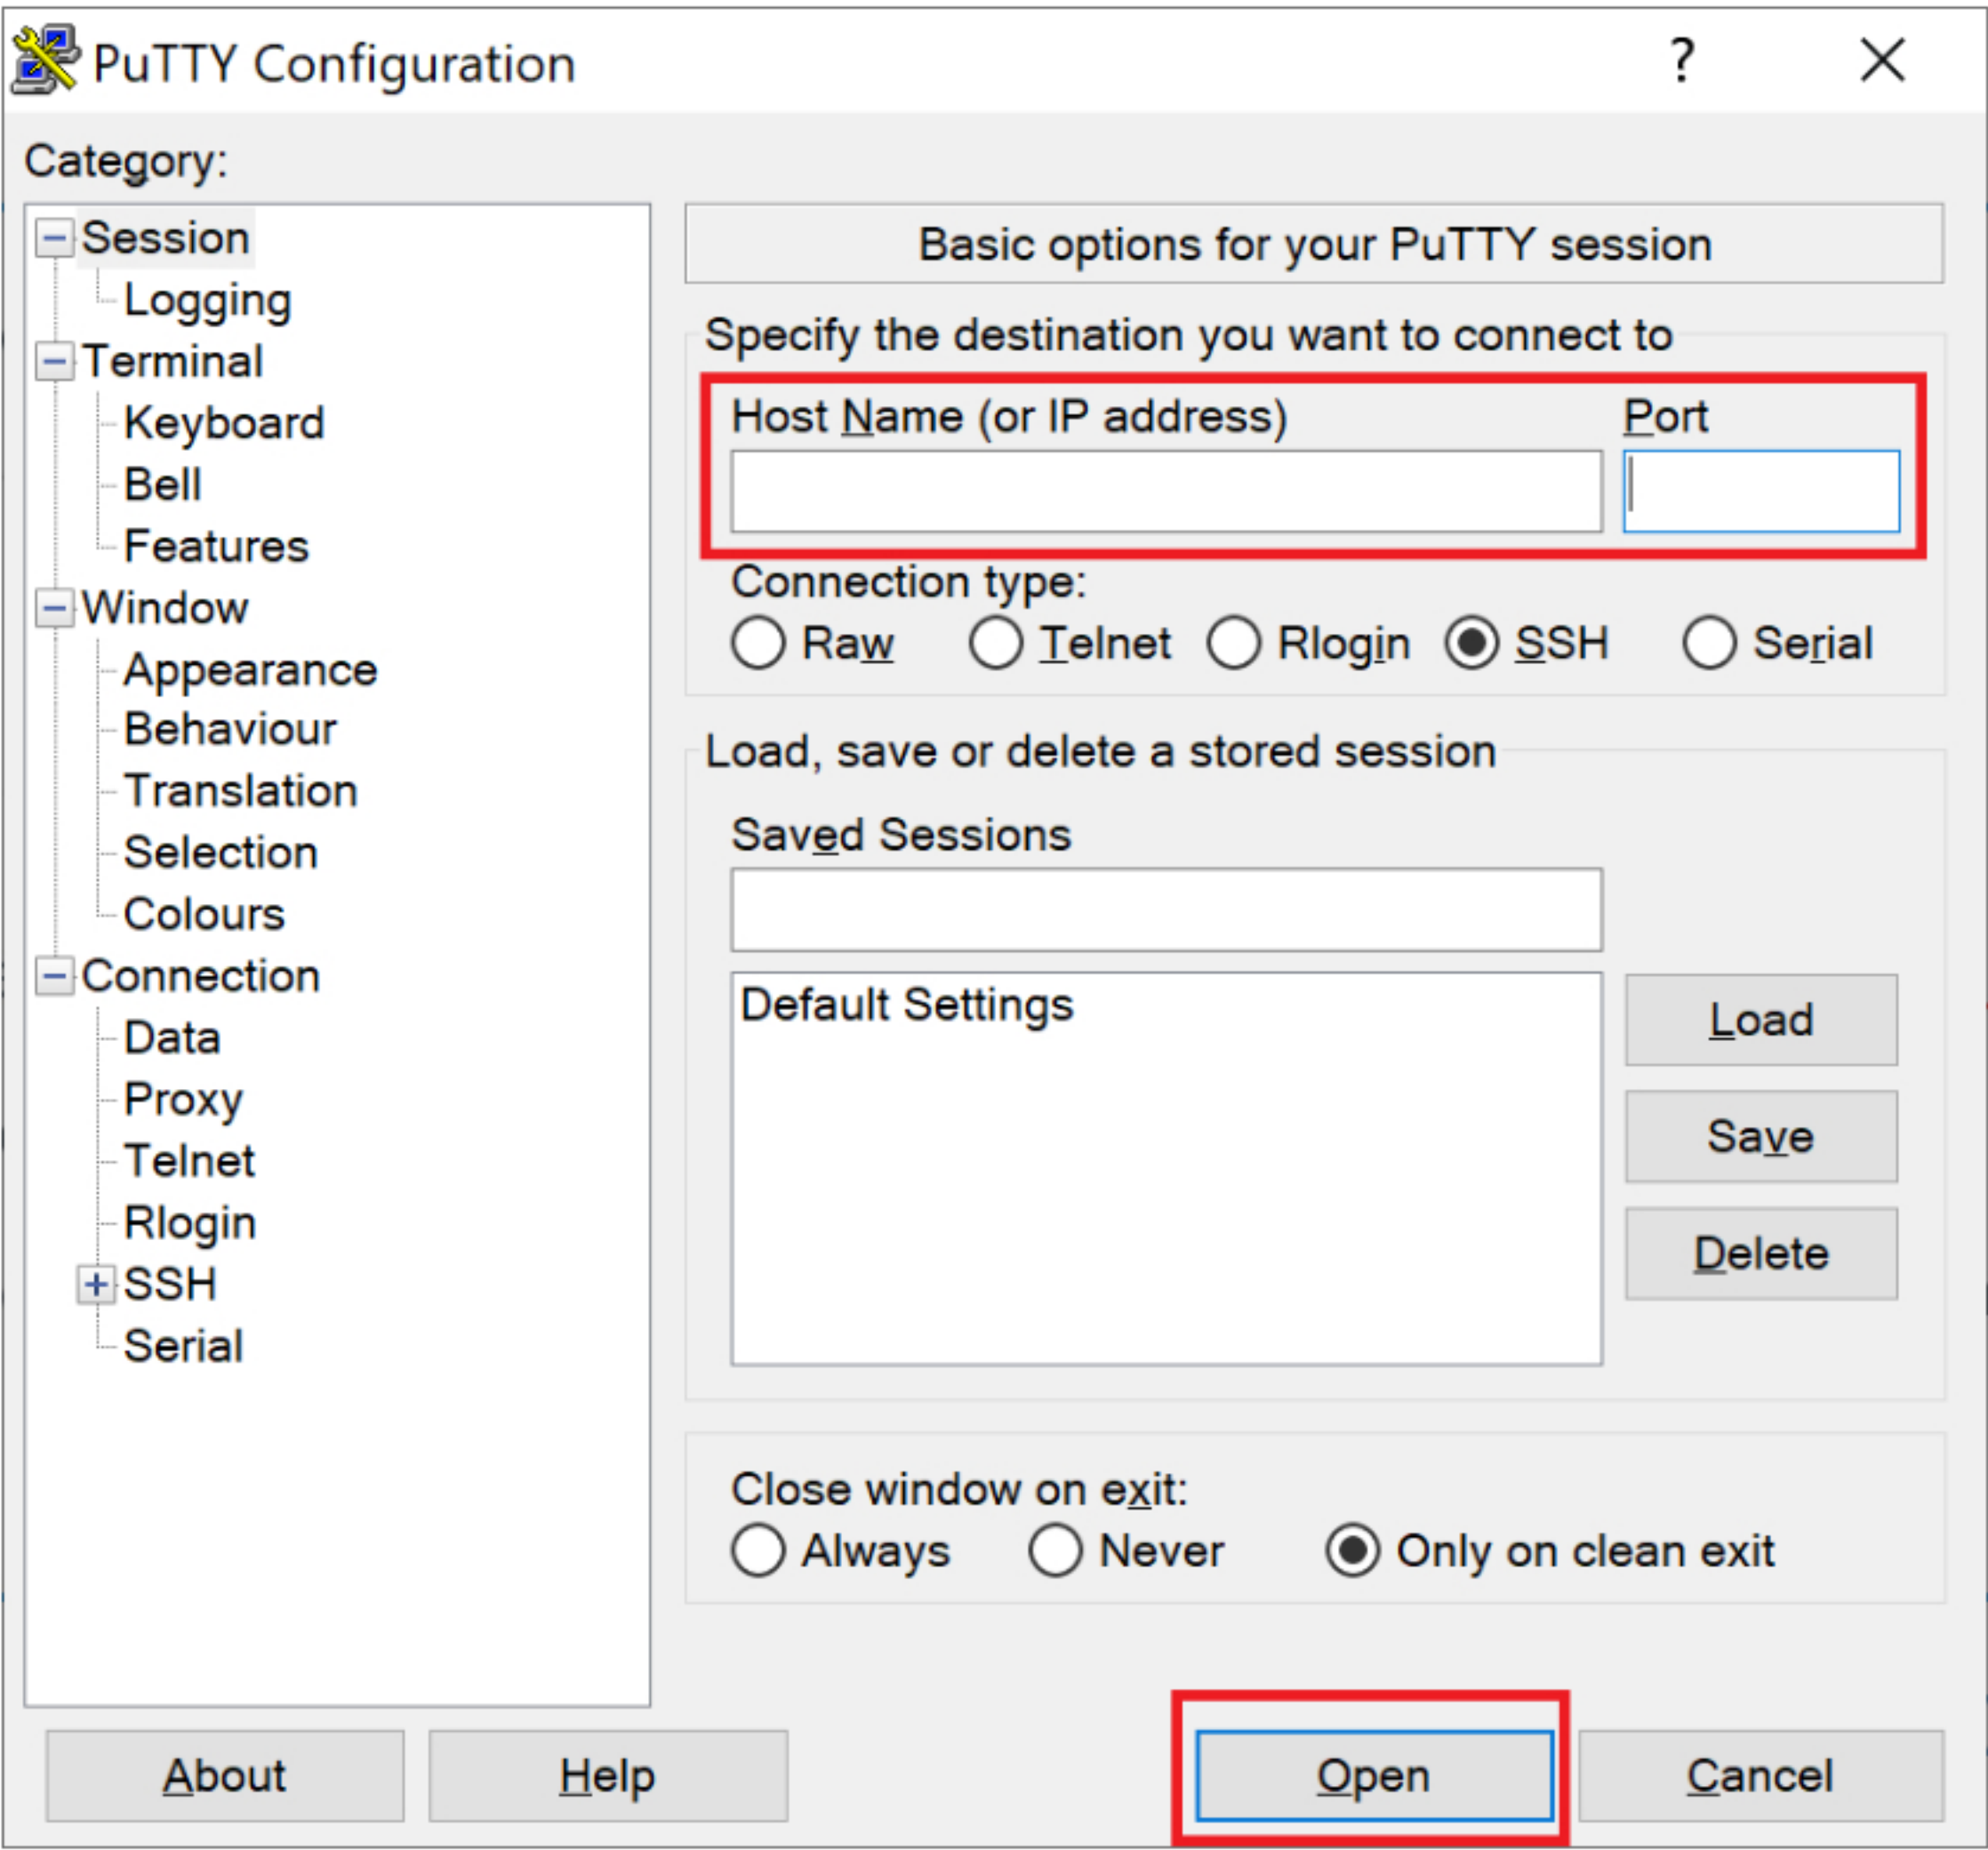 PuTTY Configuration
?
Category:
Session
Logging
Terminal
Keyboard
Bell
Features
Window
Appearance
Behaviour
Translation
Selection
Colours
Connection
Data
Proxy
Telnet
Rlogin
SSH
Serial
Basic options for your PuTTY session
Specify the destination you want to connect to
Host Name (or IP address) Port
Connection type:
Raw Telnet Rlogin SSH Serial
Load, save or delete a stored session
Saved Sessions
Default Settings
Load
Save
Delete
Close window on exit:
Always Never Only on clean exit
About Help Open Cancel